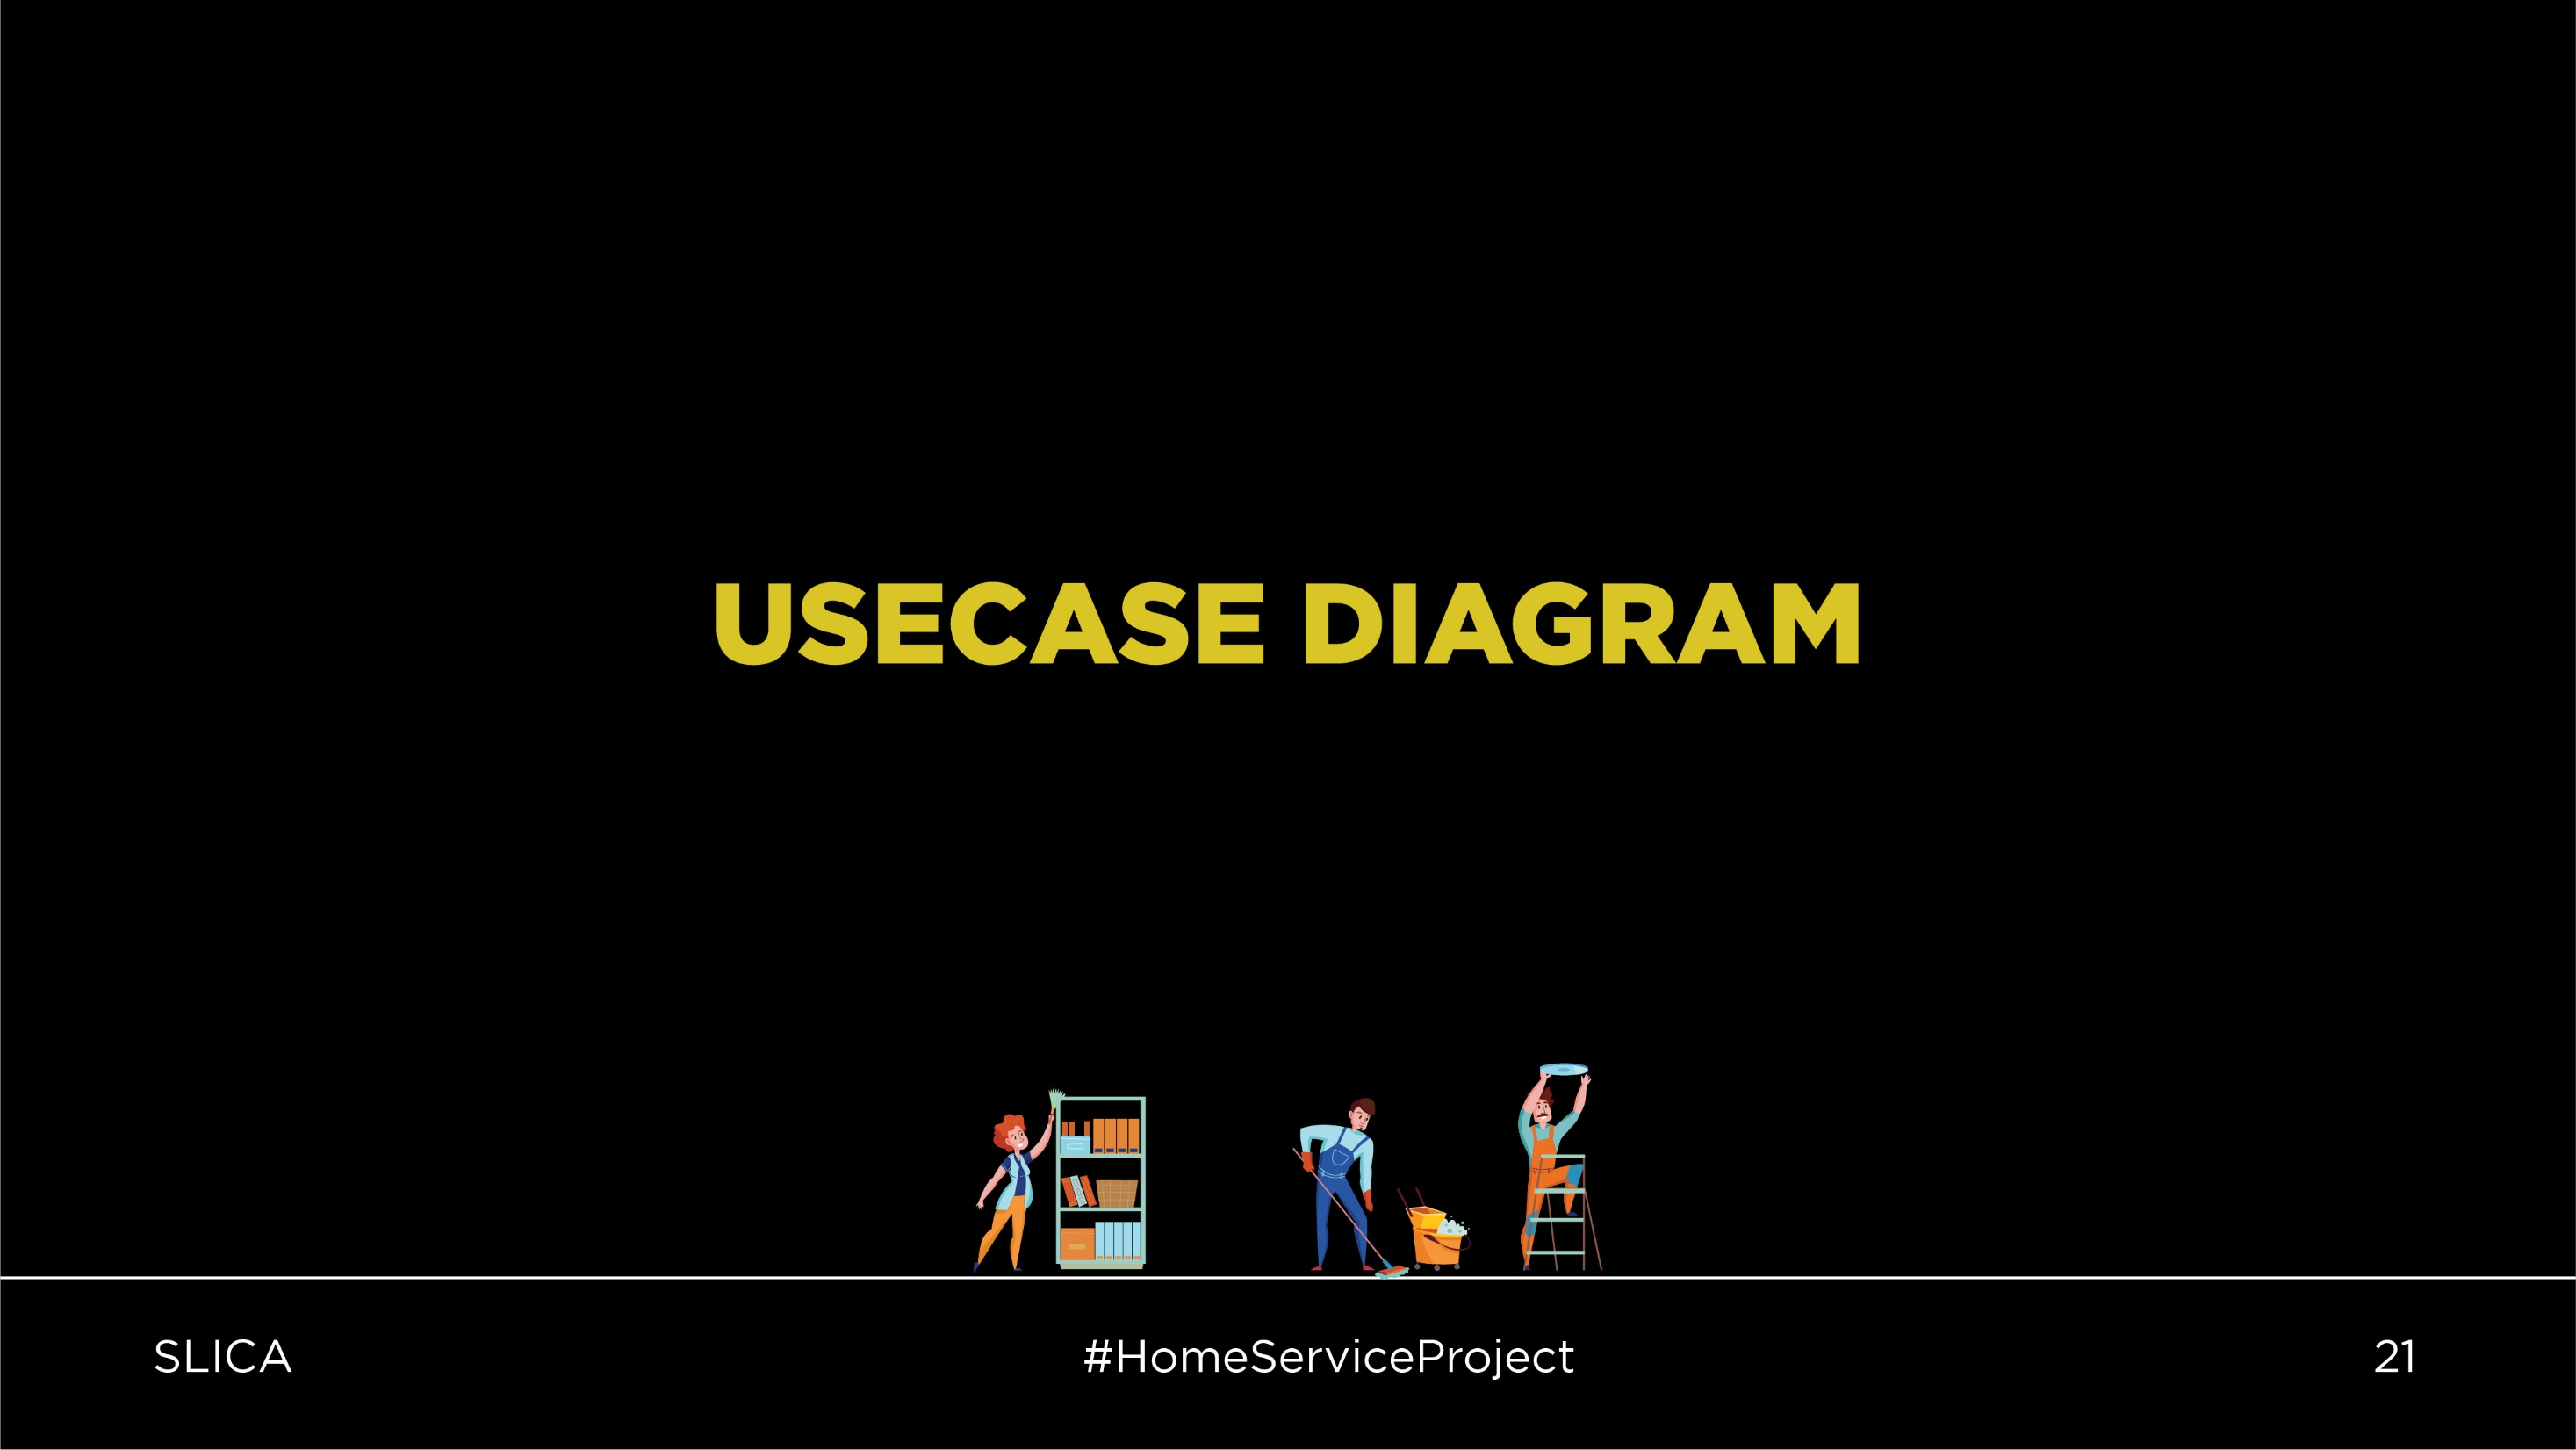 USECASE DIAGRAM
SLICA
#HomeServiceProject
21